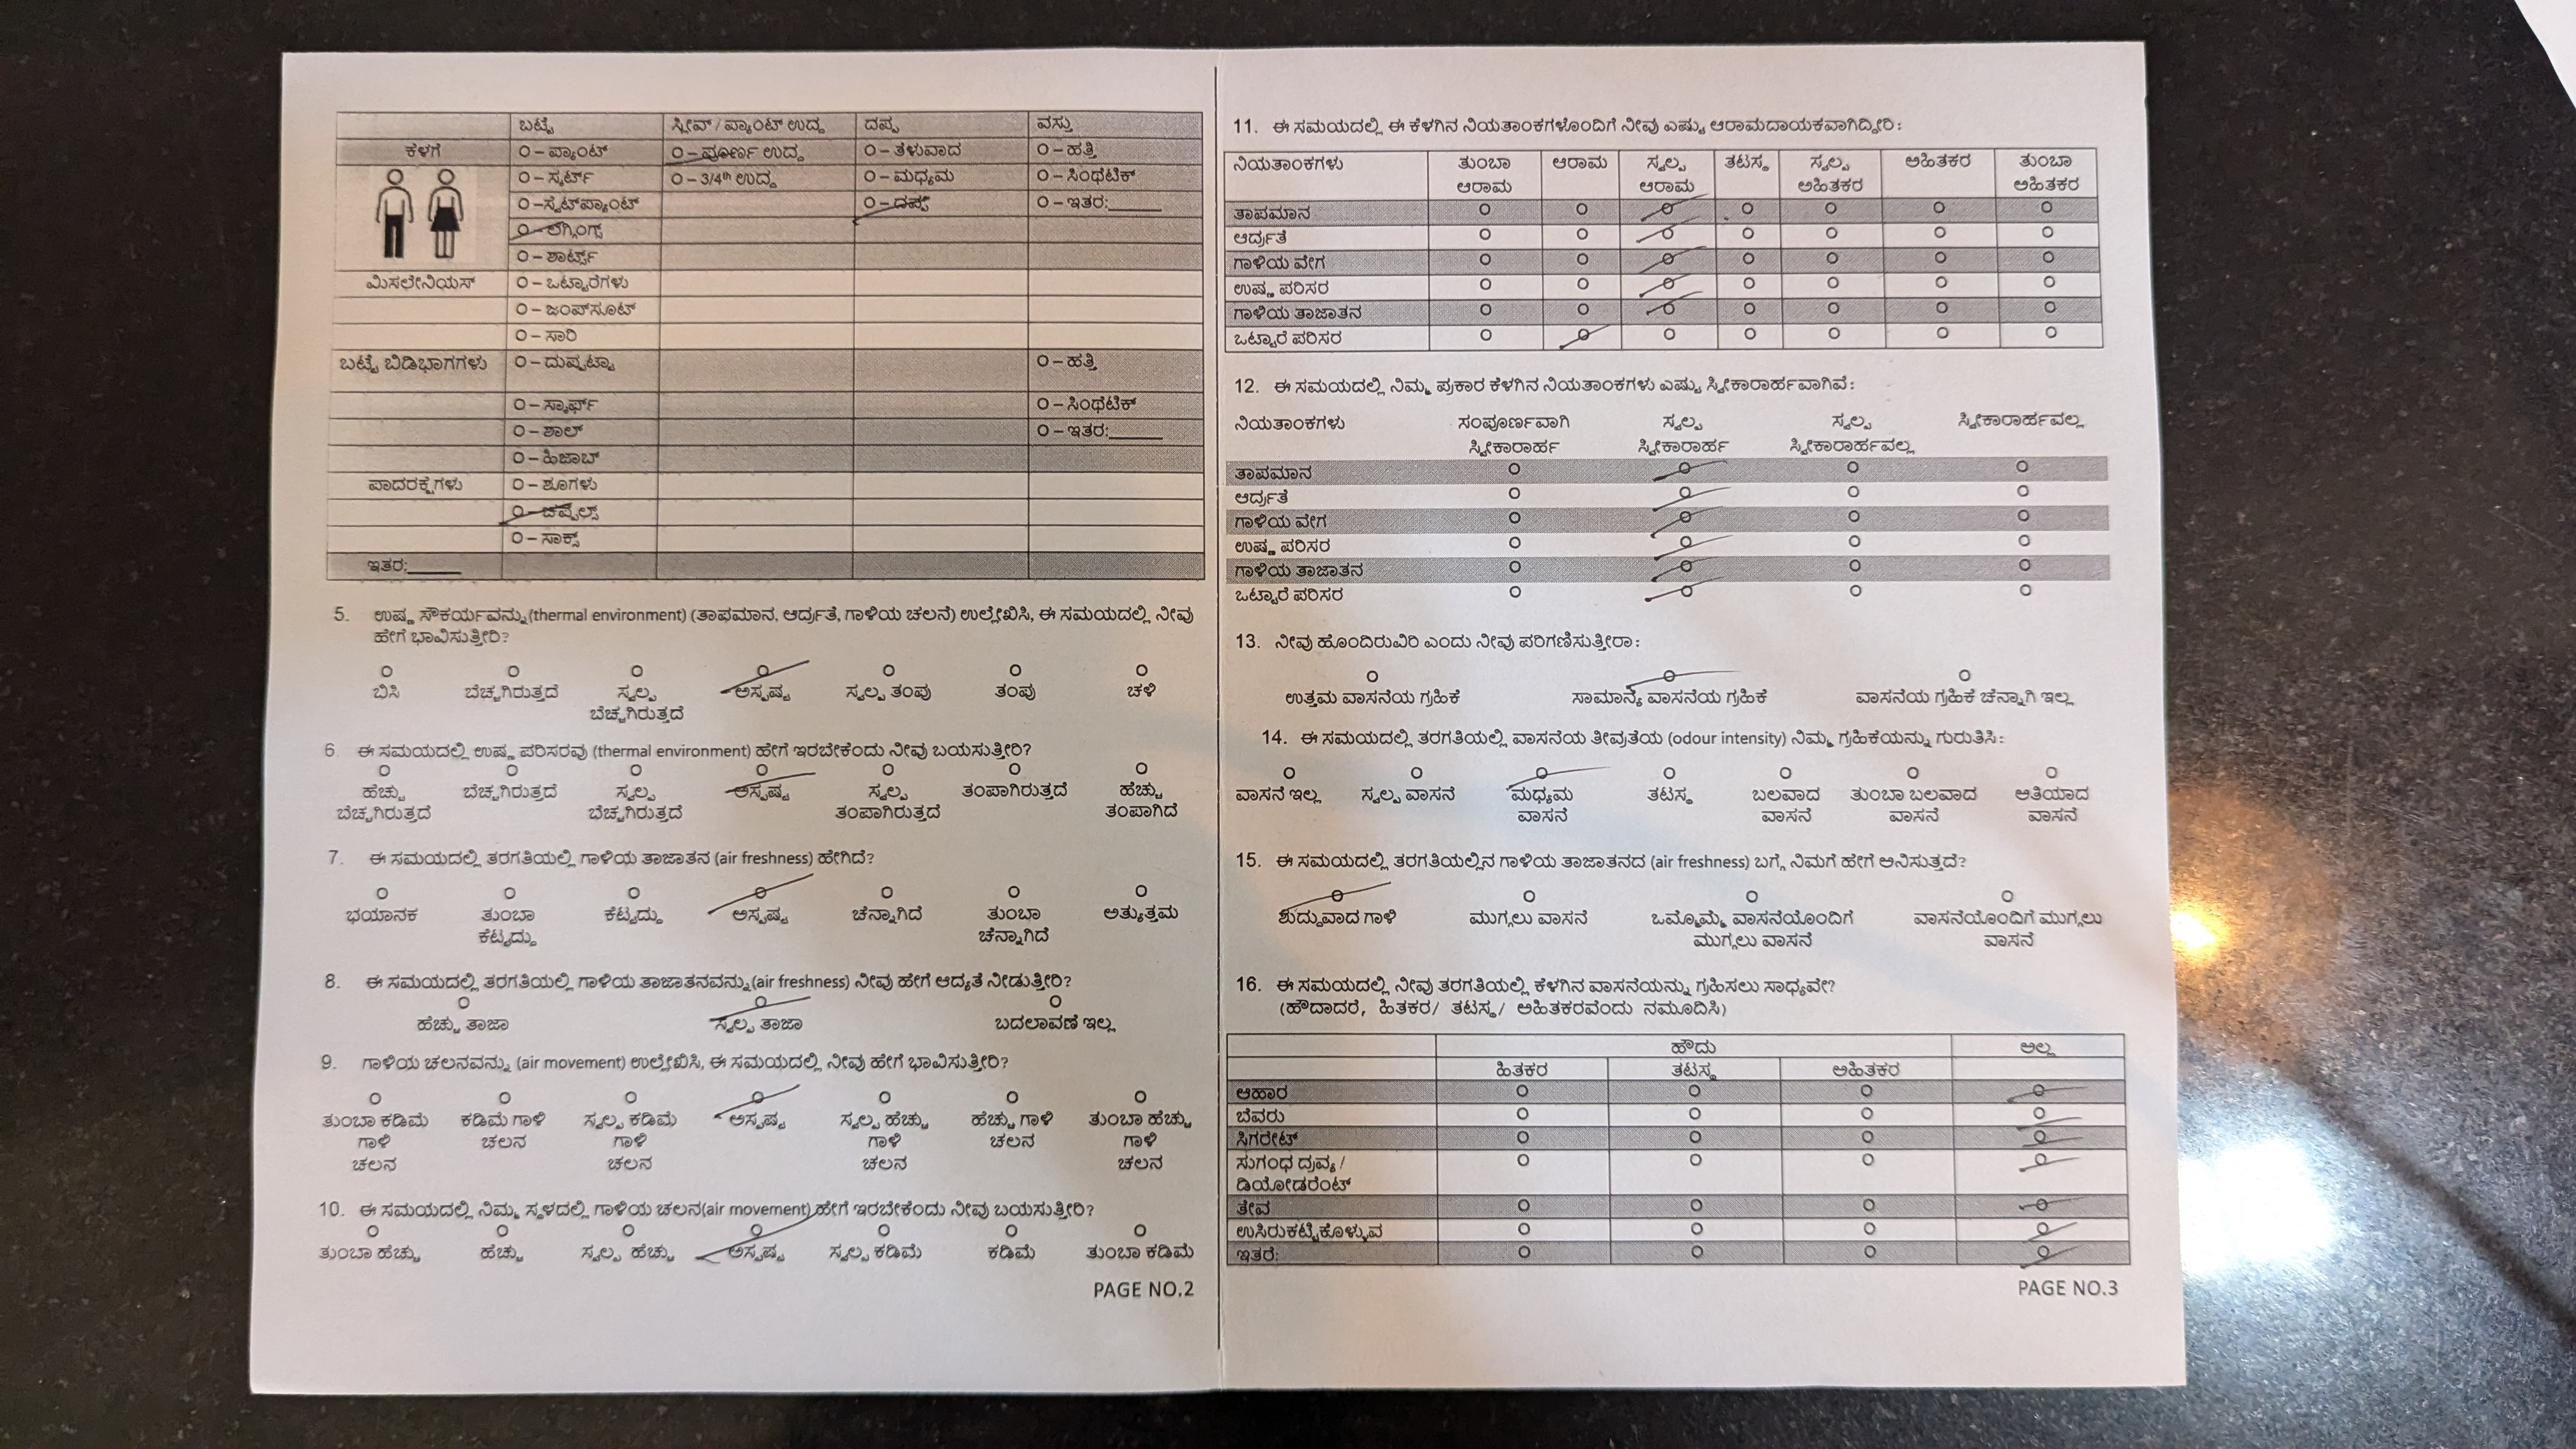 ಬಟ್ಟೆ ಸ್ಲೀವ್ / ಪ್ಯಾಂಟ್ ಉದ್ದ ದಪ್ಪ ವಸ್ತು
ಕೆಳಗೆ O – ಪ್ಯಾಂಟ್ O – ಪೂರ್ಣ ಉದ್ದ O – ತೆಳುವಾದ O – ಹತ್ತಿ
O – ಸ್ಕರ್ಟ್ O – 3/4th ಉದ್ದ O – ಮಧ್ಯಮ O – ಸಿಂಥೆಟಿಕ್
O –ಸ್ವೆಟ್‌ಪ್ಯಾಂಟ್ O – ದಪ್ಪ O – ಇತರ:______
O – ಲೆಗ್ಗಿಂಗ್ಸ್
O – ಶಾರ್ಟ್ಸ್
ಮಿಸಲೇನಿಯಸ್ O – ಒಟ್ಟಾರೆಗಳು
O – ಜಂಪ್‌ಸೂಟ್
O – ಸಾರಿ
ಬಟ್ಟೆ ಬಿಡಿಭಾಗಗಳು O – ದುಪ್ಪಟ್ಟಾ O – ಹತ್ತಿ
O – ಸ್ಕಾರ್ಫ್ O – ಸಿಂಥೆಟಿಕ್
O – ಶಾಲ್ O – ಇತರ:______
O – ಹಿಜಾಬ್
ಪಾದರಕ್ಷೆಗಳು O – ಶೂಗಳು
O – ಚಪ್ಪಲ್ಸ್
O – ಸಾಕ್ಸ್
ಇತರ:______
5. ಉಷ್ಣ ಸೌಕರ್ಯವನ್ನು(thermal environment) (ತಾಪಮಾನ, ಆರ್ದ್ರತೆ, ಗಾಳಿಯ ಚಲನೆ) ಉಲ್ಲೇಖಿಸಿ, ಈ ಸಮಯದಲ್ಲಿ ನೀವು
ಹೇಗೆ ಭಾವಿಸುತ್ತೀರಿ?
ಬಿಸಿ ಬೆಚ್ಚಗಿರುತ್ತದೆ ಸ್ವಲ್ಪ ಅಸ್ಪಷ್ಟ ಸ್ವಲ್ಪ ತಂಪು ತಂಪು ಚಳಿ
ಬೆಚ್ಚಗಿರುತ್ತದೆ
6. ಈ ಸಮಯದಲ್ಲಿ ಉಷ್ಣ ಪರಿಸರವು (thermal environment) ಹೇಗೆ ಇರಬೇಕೆಂದು ನೀವು ಬಯಸುತ್ತೀರಿ?
ಹೆಚ್ಚು ಬೆಚ್ಚಗಿರುತ್ತದೆ ಸ್ವಲ್ಪ ಅಸ್ಪಷ್ಟ ಸ್ವಲ್ಪ ತಂಪಾಗಿರುತ್ತದೆ ಹೆಚ್ಚು
ಬೆಚ್ಚಗಿರುತ್ತದೆ ಬೆಚ್ಚಗಿರುತ್ತದೆ ತಂಪಾಗಿರುತ್ತದೆ ತಂಪಾಗಿದೆ
7. ಈ ಸಮಯದಲ್ಲಿ ತರಗತಿಯಲ್ಲಿ ಗಾಳಿಯ ತಾಜಾತನ (air freshness) ಹೇಗಿದೆ?
ಭಯಾನಕ ತುಂಬಾ ಕೆಟ್ಟದ್ದು ಅಸ್ಪಷ್ಟ ಚೆನ್ನಾಗಿದೆ ತುಂಬಾ ಅತ್ಯುತ್ತಮ
ಕೆಟ್ಟದ್ದು ಚೆನ್ನಾಗಿದೆ
8. ಈ ಸಮಯದಲ್ಲಿ ತರಗತಿಯಲ್ಲಿ ಗಾಳಿಯ ತಾಜಾತನವನ್ನು(air freshness) ನೀವು ಹೇಗೆ ಆದ್ಯತೆ ನೀಡುತ್ತೀರಿ?
ಹೆಚ್ಚು ತಾಜಾ ಸ್ವಲ್ಪ ತಾಜಾ ಬದಲಾವಣೆ ಇಲ್ಲ
9. ಗಾಳಿಯ ಚಲನವನ್ನು (air movement) ಉಲ್ಲೇಖಿಸಿ, ಈ ಸಮಯದಲ್ಲಿ ನೀವು ಹೇಗೆ ಭಾವಿಸುತ್ತೀರಿ?
ತುಂಬಾ ಕಡಿಮೆ ಕಡಿಮೆ ಗಾಳಿ ಸ್ವಲ್ಪ ಕಡಿಮೆ ಅಸ್ಪಷ್ಟ ಸ್ವಲ್ಪ ಹೆಚ್ಚು ಹೆಚ್ಚು ಗಾಳಿ ತುಂಬಾ ಹೆಚ್ಚು
ಗಾಳಿ ಚಲನ ಗಾಳಿ ಗಾಳಿ ಚಲನ ಗಾಳಿ
ಚಲನ ಚಲನ ಚಲನ ಚಲನ
10. ಈ ಸಮಯದಲ್ಲಿ ನಿಮ್ಮ ಸ್ಥಳದಲ್ಲಿ ಗಾಳಿಯ ಚಲನ(air movement) ಹೇಗೆ ಇರಬೇಕೆಂದು ನೀವು ಬಯಸುತ್ತೀರಿ?
ತುಂಬಾ ಹೆಚ್ಚು ಹೆಚ್ಚು ಸ್ವಲ್ಪ ಹೆಚ್ಚು ಅಸ್ಪಷ್ಟ ಸ್ವಲ್ಪ ಕಡಿಮೆ ಕಡಿಮೆ ತುಂಬಾ ಕಡಿಮೆ
PAGE NO.2
11. ಈ ಸಮಯದಲ್ಲಿ ಈ ಕೆಳಗಿನ ನಿಯತಾಂಕಗಳೊಂದಿಗೆ ನೀವು ಎಷ್ಟು ಆರಾಮದಾಯಕವಾಗಿದ್ದೀರಿ:
ನಿಯತಾಂಕಗಳು ತುಂಬಾ ಆರಾಮ ಸ್ವಲ್ಪ ತಟಸ್ಥ ಸ್ವಲ್ಪ ಅಹಿತಕರ ತುಂಬಾ
ಆರಾಮ ಆರಾಮ ಅಹಿತಕರ ಅಹಿತಕರ
ತಾಪಮಾನ
ಆರ್ದ್ರತೆ
ಗಾಳಿಯ ವೇಗ
ಉಷ್ಣ ಪರಿಸರ
ಗಾಳಿಯ ತಾಜಾತನ
ಒಟ್ಟಾರೆ ಪರಿಸರ
12. ಈ ಸಮಯದಲ್ಲಿ ನಿಮ್ಮ ಪ್ರಕಾರ ಕೆಳಗಿನ ನಿಯತಾಂಕಗಳು ಎಷ್ಟು ಸ್ವೀಕಾರಾರ್ಹವಾಗಿವೆ:
ನಿಯತಾಂಕಗಳು ಸಂಪೂರ್ಣವಾಗಿ ಸ್ವಲ್ಪ ಸ್ವಲ್ಪ ಸ್ವೀಕಾರಾರ್ಹವಲ್ಲ
ಸ್ವೀಕಾರಾರ್ಹ ಸ್ವೀಕಾರಾರ್ಹ ಸ್ವೀಕಾರಾರ್ಹವಲ್ಲ
ತಾಪಮಾನ
ಆರ್ದ್ರತೆ
ಗಾಳಿಯ ವೇಗ
ಉಷ್ಣ ಪರಿಸರ
ಗಾಳಿಯ ತಾಜಾತನ
ಒಟ್ಟಾರೆ ಪರಿಸರ
13. ನೀವು ಹೊಂದಿರುವಿರಿ ಎಂದು ನೀವು ಪರಿಗಣಿಸುತ್ತೀರಾ:
ಉತ್ತಮ ವಾಸನೆಯ ಗ್ರಹಿಕೆ ಸಾಮಾನ್ಯ ವಾಸನೆಯ ಗ್ರಹಿಕೆ ವಾಸನೆಯ ಗ್ರಹಿಕೆ ಚೆನ್ನಾಗಿ ಇಲ್ಲ
14. ಈ ಸಮಯದಲ್ಲಿ ತರಗತಿಯಲ್ಲಿ ವಾಸನೆಯ ತೀವ್ರತೆಯ (odour intensity) ನಿಮ್ಮ ಗ್ರಹಿಕೆಯನ್ನು ಗುರುತಿಸಿ:
ವಾಸನೆ ಇಲ್ಲ ಸ್ವಲ್ಪ ವಾಸನೆ ಮಧ್ಯಮ ತಟಸ್ಥ ಬಲವಾದ ತುಂಬಾ ಬಲವಾದ ಅತಿಯಾದ
ವಾಸನೆ ವಾಸನೆ ವಾಸನೆ ವಾಸನೆ
15. ಈ ಸಮಯದಲ್ಲಿ ತರಗತಿಯಲ್ಲಿನ ಗಾಳಿಯ ತಾಜಾತನದ (air freshness) ಬಗ್ಗೆ ನಿಮಗೆ ಹೇಗೆ ಅನಿಸುತ್ತದೆ?
ಶುದ್ಧುವಾದ ಗಾಳಿ ಮುಗ್ಗಲು ವಾಸನೆ ಒಮ್ಮೊಮ್ಮೆ ವಾಸನೆಯೊಂದಿಗೆ ವಾಸನೆಯೊಂದಿಗೆ ಮುಗ್ಗಲು
ಮುಗ್ಗಲು ವಾಸನೆ ವಾಸನೆ
16. ಈ ಸಮಯದಲ್ಲಿ ನೀವು ತರಗತಿಯಲ್ಲಿ ಕೆಳಗಿನ ವಾಸನೆಯನ್ನು ಗ್ರಹಿಸಲು ಸಾಧ್ಯವೇ?
(ಹೌದಾದರೆ, ಹಿತಕರ/ ತಟಸ್ಥ/ ಅಹಿತಕರವೆಂದು ನಮೂದಿಸಿ)
ಹೌದು ಅಲ್ಲ
ಹಿತಕರ ತಟಸ್ಥ ಅಹಿತಕರ
ಆಹಾರ
ಬೆವರು
ಸಿಗರೇಟ್
ಸುಗಂಧ ದ್ರವ್ಯ /
ಡಿಯೋಡರೆಂಟ್
ತೇವ
ಉಸಿರುಕಟ್ಟಿಕೊಳ್ಳುವ
ಇತರೆ:
PAGE NO.3